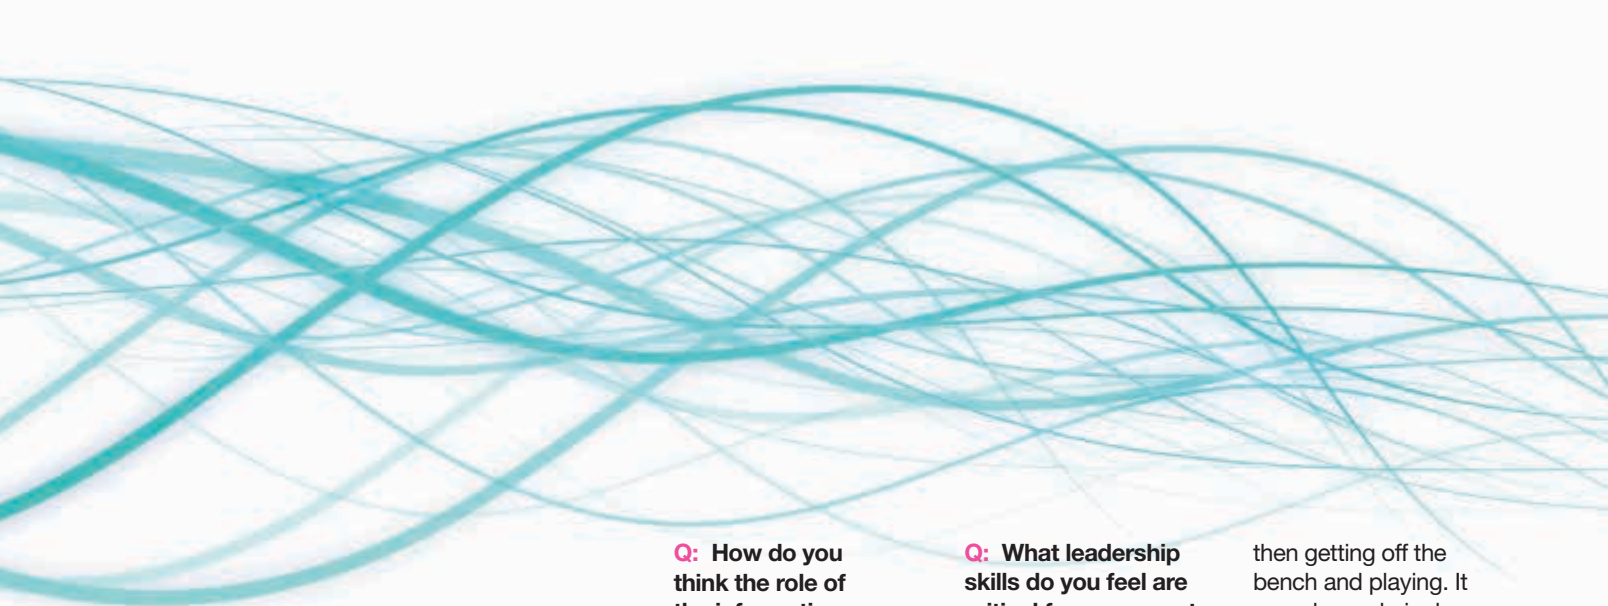 Q: How do you
think the role of
Q: What leadership
skills do you feel are
then getting off the
bench and playing. It